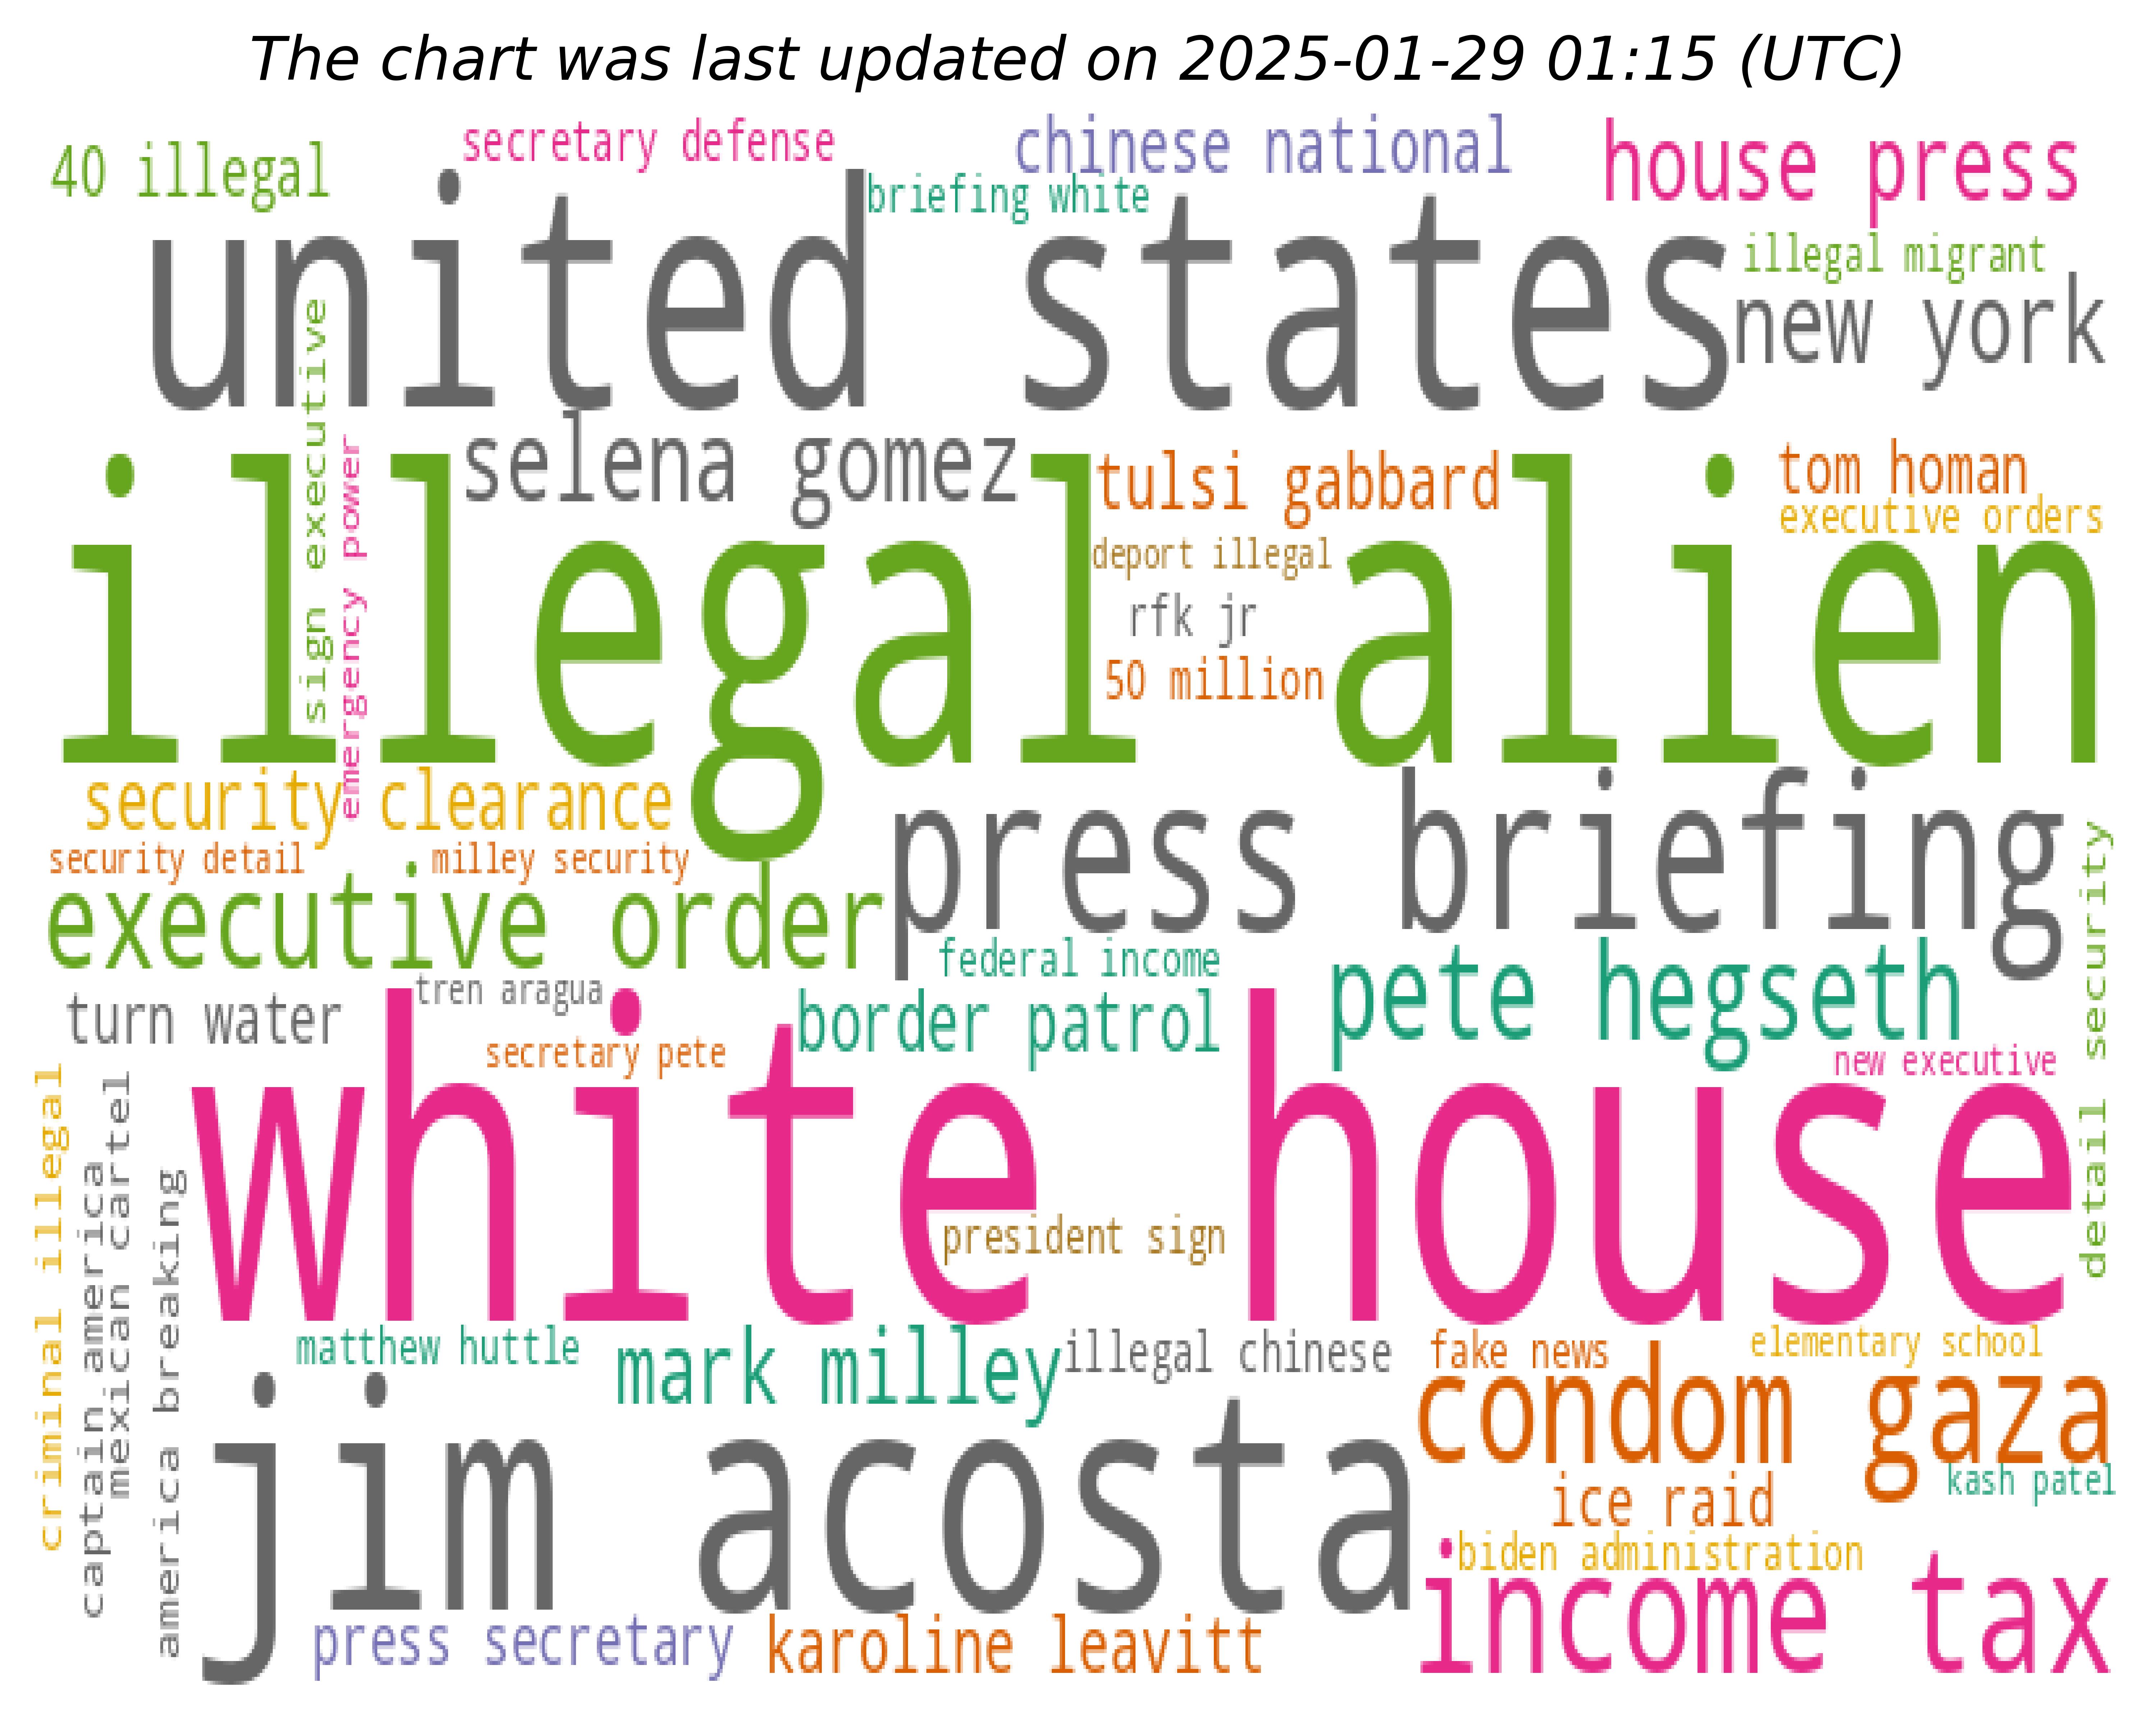 The chart was last updated on 2025-01-29 01:15 (UTC)
40 illegal
secretary defense
chinese national
house press
briefing white
united states
illegal migrant
new york
sign executive
emergency power
selena gomez
tulsi gabbard
tom homan
executive orders
illegal alien
deport illegal
rfk jr
50 million
security clearance
press briefing
security detail
milley security
executive order
detail security
federal income
pete hegseth
turn water
tren aragua
border patrol
secretary pete
new executive
white house
criminal illegal
captain america
mexican cartel
america breaking
president sign
matthew huttle
mark milley
illegal chinese
fake news
elementary school
condom gaza
jim acosta
kash patel
ice raid
biden administration
income tax
press secretary
karoline leavitt